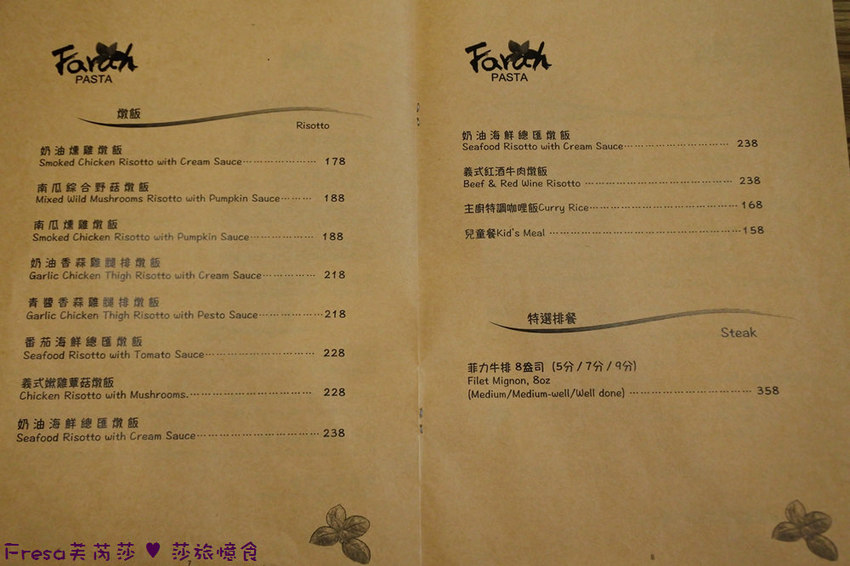 Farah
PASTA
燉飯
Risotto
奶油燻雞燉飯
Smoked Chicken Risotto with Cream Sauce 178
南瓜綜合野菇燉飯
Mixed Wild Mushrooms Risotto with Pumpkin Sauce 188
南瓜燻雞燉飯
Smoked Chicken Risotto with Pumpkin Sauce 188
奶油香蒜雞腿排燉飯
Garlic Chicken Thigh Risotto with Cream Sauce 218
青醬香蒜雞腿排燉飯
Garlic Chicken Thigh Risotto with Pesto Sauce 218
番茄海鮮總匯燉飯
Seafood Risotto with Tomato Sauce 228
義式嫩雞蕈菇燉飯
Chicken Risotto with Mushrooms. 228
奶油海鮮總匯燉飯
Seafood Risotto with Cream Sauce 238
7
Farah
PASTA
奶油海鮮總匯燉飯
Seafood Risotto with Cream Sauce 238
義式紅酒牛肉燉飯
Beef & Red Wine Risotto 238
主廚特調咖哩飯Curry Rice 168
兒童餐Kid's Meal 158
特選排餐
Steak
菲力牛排 8盎司 (5分/7分/9分)
Filet Mignon, 8oz
(Medium/Medium-well/Well done) 358
8
Fresa芙芮莎 ♥ 莎旅憶食